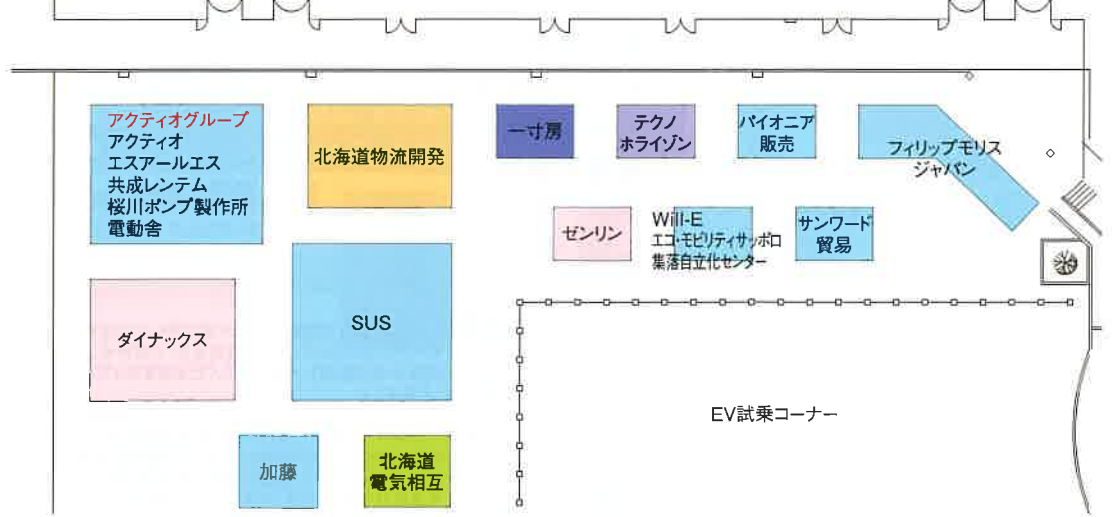 アクティオグループ
アクティオ
エスアールエス
共成レンテム
桜川ポンプ製作所
電動舎
北海道物流開発
一寸房
テクノ
ホライゾン
パイオニア
販売
フィリップモリス
ジャパン
ゼンリン
Will-E
エコ・モビリティサッポロ
集落自立化センター
サンワード
貿易
ダイナックス
SUS
EV試乗コーナー
加藤
北海道
電気相互